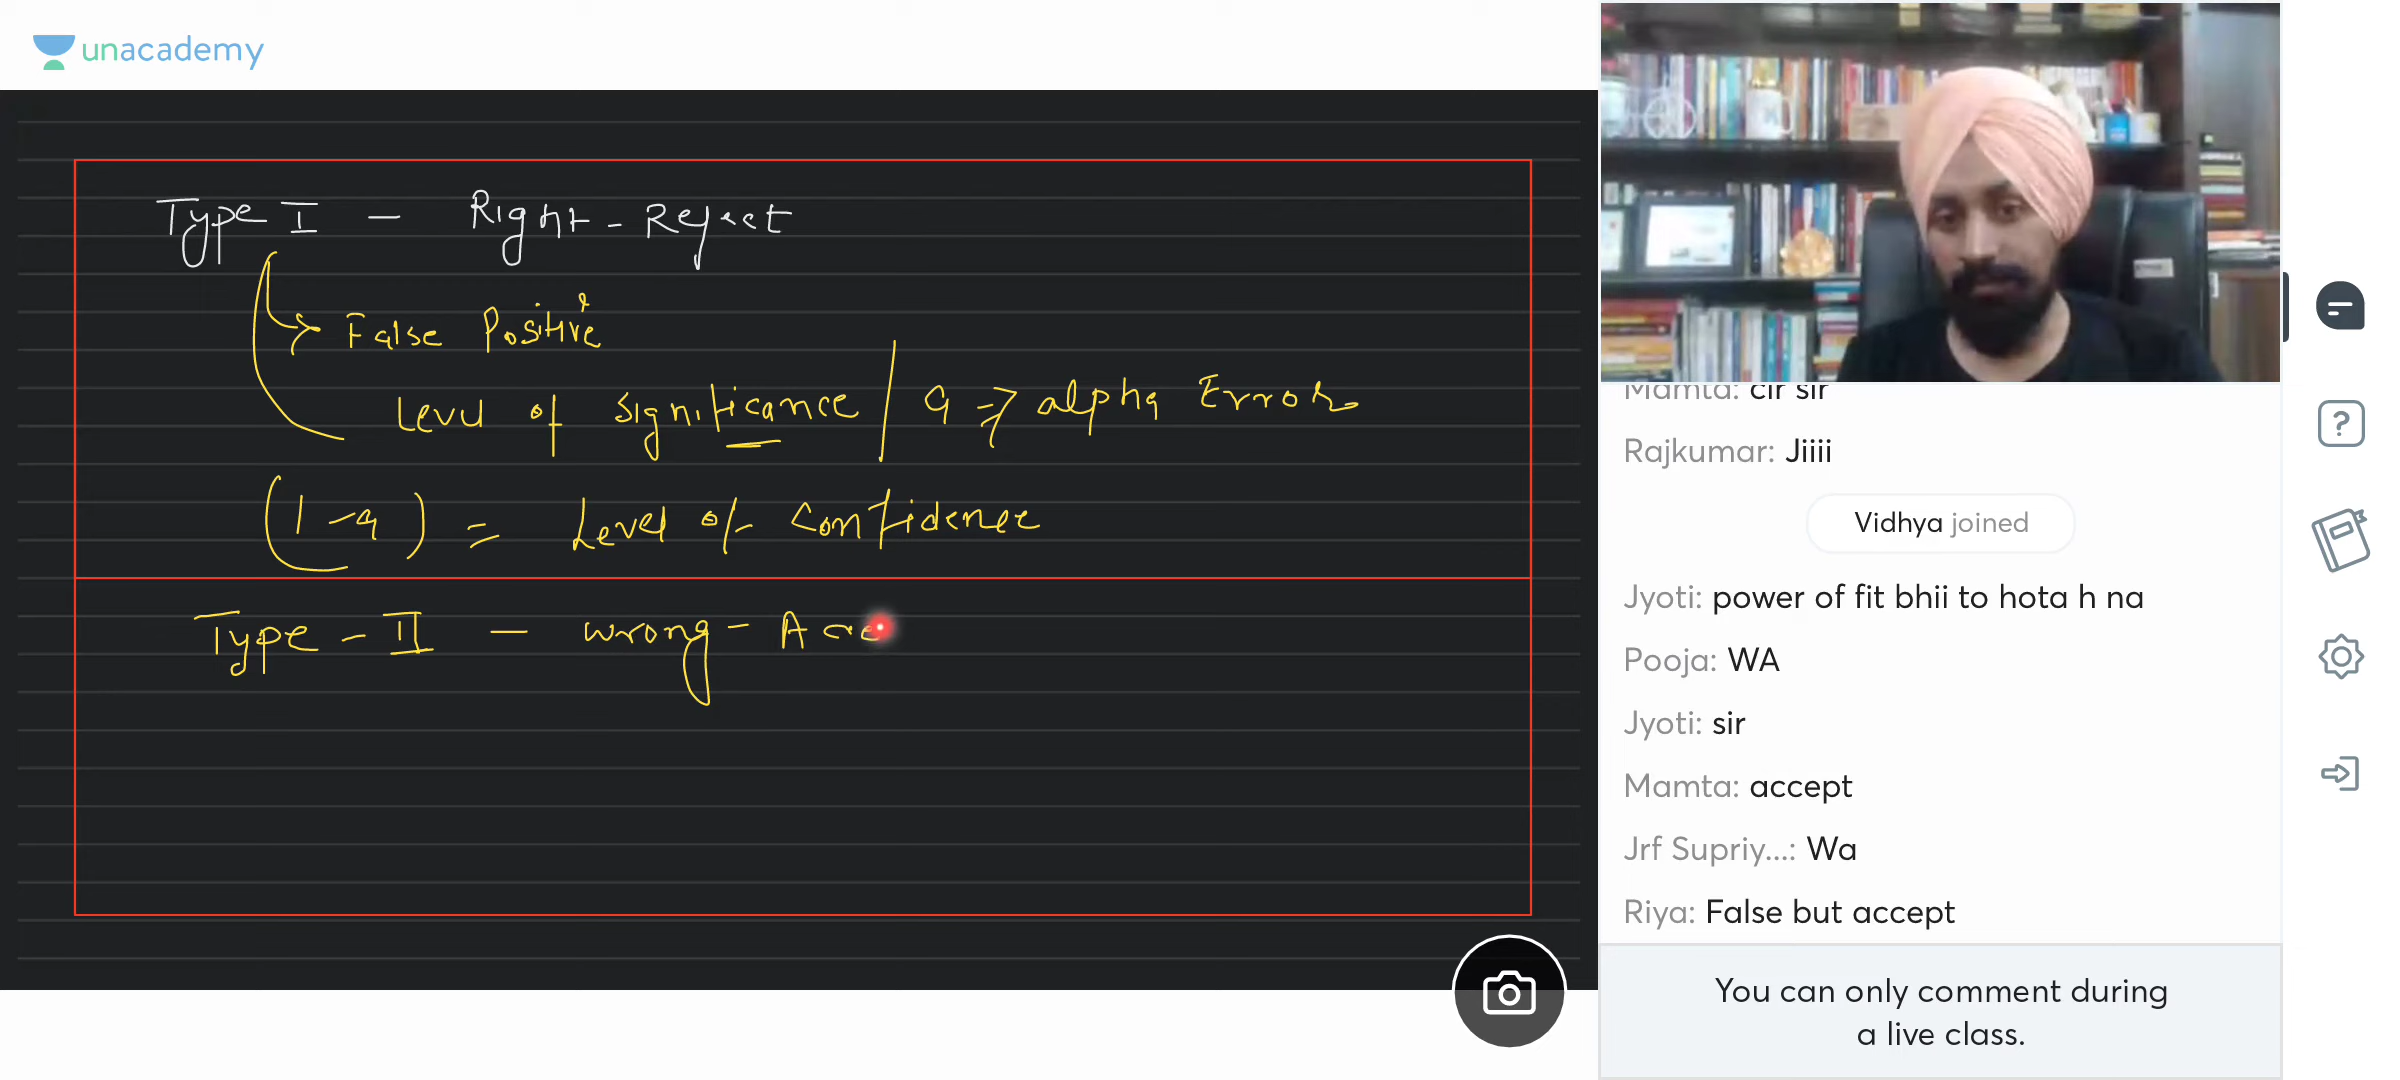 unacademy
Type I - Right - Reject
False Positive
Level of Significance / α => alpha Error
(1-α) = Level of Confidence
Type - II - Wrong - Acc
Mamta: cir sir
Rajkumar: Jiiii
Vidhya joined
Jyoti: power of fit bhii to hota h na
Pooja: WA
Jyoti: sir
Mamta: accept
Jrf Supriy...: Wa
Riya: False but accept
You can only comment during
a live class.